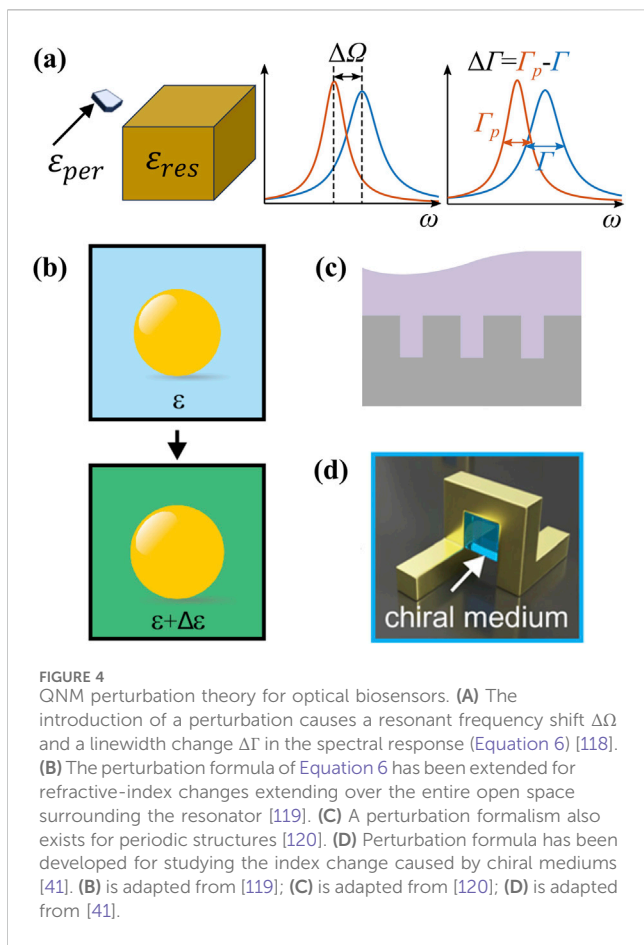 (a)
ε_per
ε_res
ΔΩ
ω
ΔΓ=Γ_p-Γ
Γ_p
Γ
ω
(b)
ε
ε+Δε
(c)
(d)
chiral medium
FIGURE 4
QNM perturbation theory for optical biosensors. (A) The
introduction of a perturbation causes a resonant frequency shift ΔΩ
and a linewidth change ΔΓ in the spectral response (Equation 6) [118].
(B) The perturbation formula of Equation 6 has been extended for
refractive-index changes extending over the entire open space
surrounding the resonator [119]. (C) A perturbation formalism also
exists for periodic structures [120]. (D) Perturbation formula has been
developed for studying the index change caused by chiral mediums
[41]. (B) is adapted from [119]; (C) is adapted from [120]; (D) is adapted
from [41].